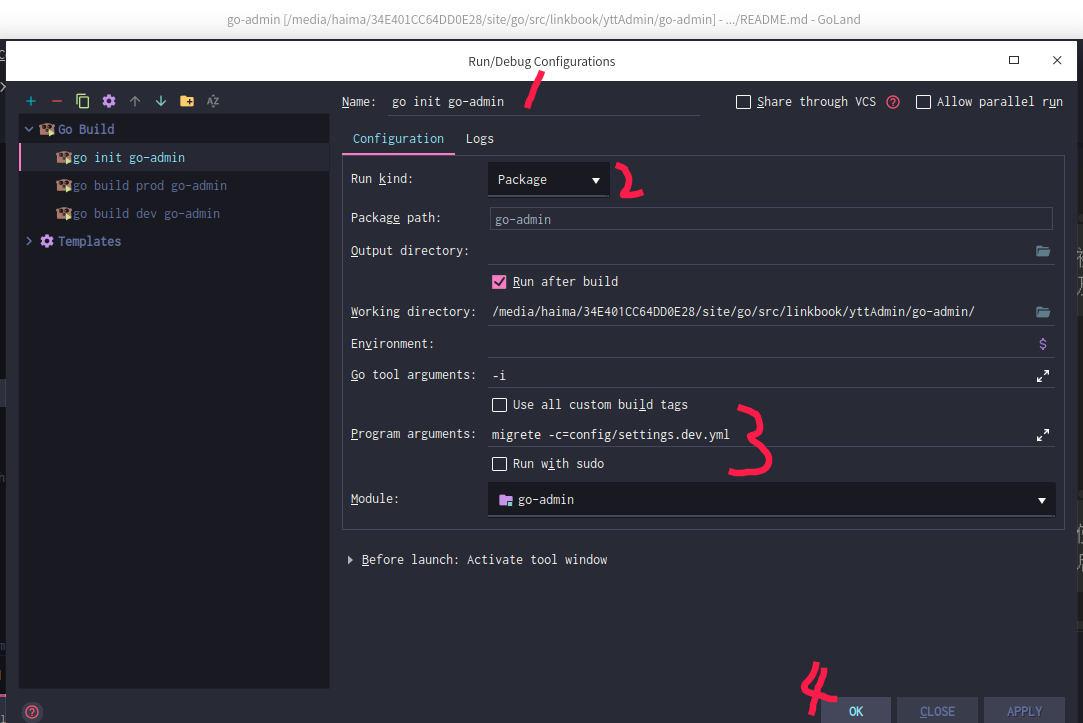 go-admin [/media/haima/34E401CC64DD0E28/site/go/src/linkbook/yttAdmin/go-admin] - .../README.md - GoLand
Run/Debug Configurations
1
Name: go init go-admin
Share through VCS
Allow parallel run
Go Build
go init go-admin
go build prod go-admin
go build dev go-admin
Templates
Configuration Logs
Run kind: Package 2
Package path: go-admin
Output directory:
Run after build
Working directory: /media/haima/34E401CC64DD0E28/site/go/src/linkbook/yttAdmin/go-admin/
Environment: $
Go tool arguments: -i
Use all custom build tags
Program arguments: migrete -c=config/settings.dev.yml 3
Run with sudo
Module: go-admin
Before launch: Activate tool window
4
OK CLOSE APPLY